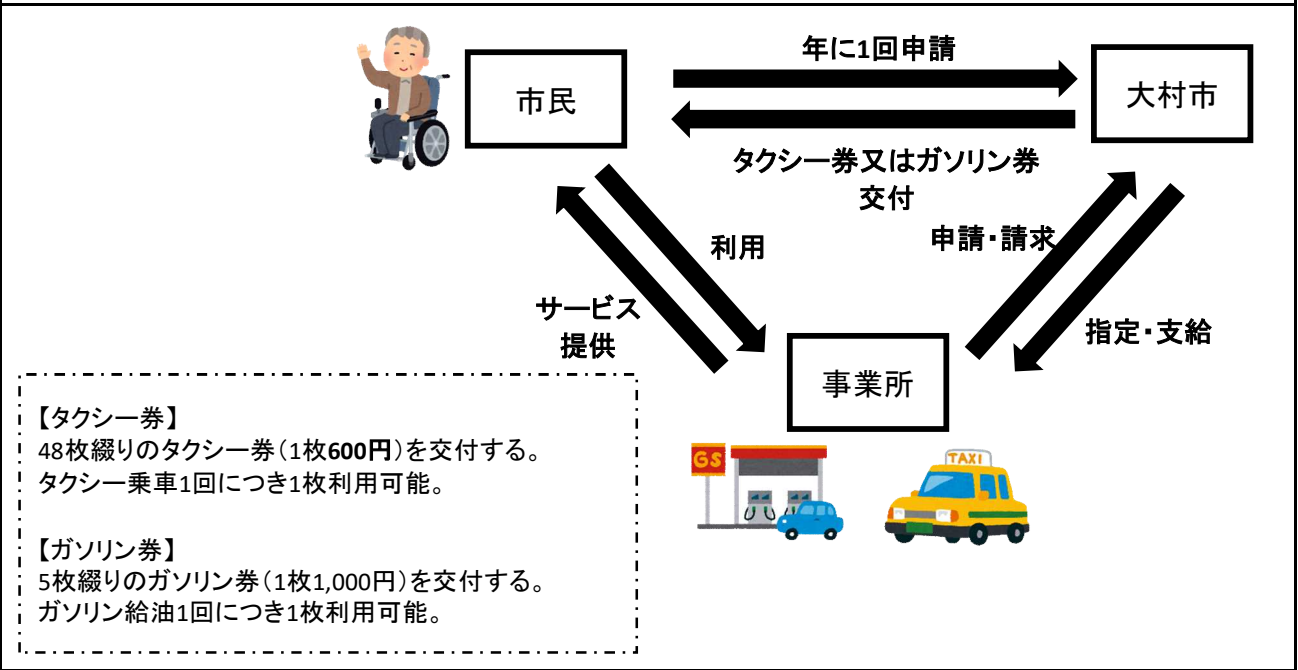 年に1回申請
市民
大村市
タクシー券又はガソリン券
交付
申請・請求
利用
サービス
提供
指定・支給
事業所
【タクシー券】
48枚綴りのタクシー券（1枚600円）を交付する。
タクシー乗車1回につき1枚利用可能。
【ガソリン券】
5枚綴りのガソリン券（1枚1,000円）を交付する。
ガソリン給油1回につき1枚利用可能。
GS
TAXI